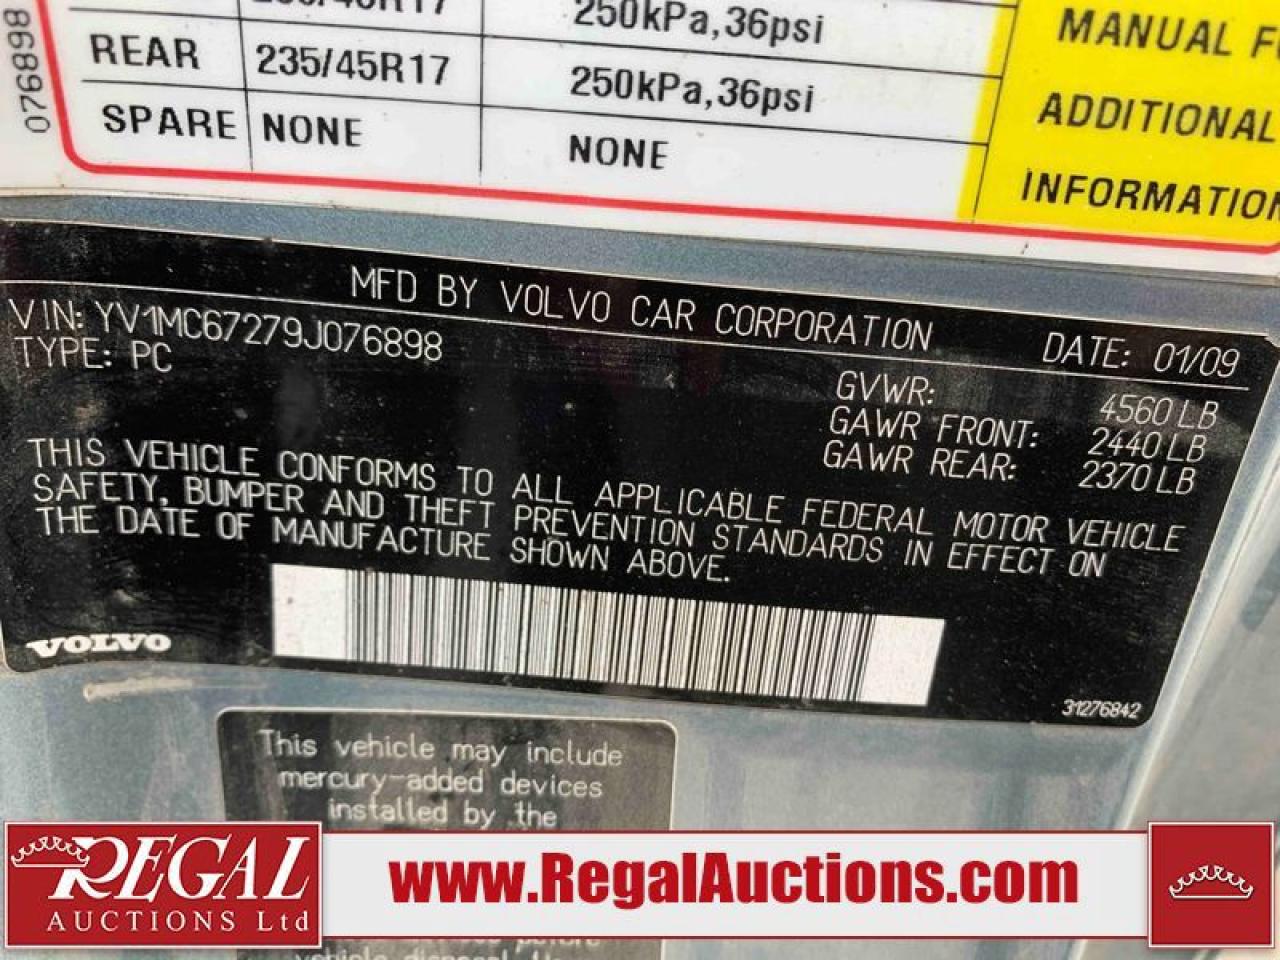 076898
235/45R17 250kPa,36psi
REAR 235/45R17 250kPa,36psi
SPARE NONE NONE
MANUAL
ADDITIONAL
INFORMATION
MFD BY VOLVO CAR CORPORATION
VIN: YV1MC67279J076898 DATE: 01/09
TYPE: PC
GVWR: 4560 LB
GAWR FRONT: 2440 LB
GAWR REAR: 2370 LB
THIS VEHICLE CONFORMS TO ALL APPLICABLE FEDERAL MOTOR VEHICLE
SAFETY, BUMPER AND THEFT PREVENTION STANDARDS IN EFFECT ON
THE DATE OF MANUFACTURE SHOWN ABOVE.
VOLVO
31276842
This vehicle may include
mercury-added devices
installed by the
REGAL
AUCTIONS Ltd
www.RegalAuctions.com